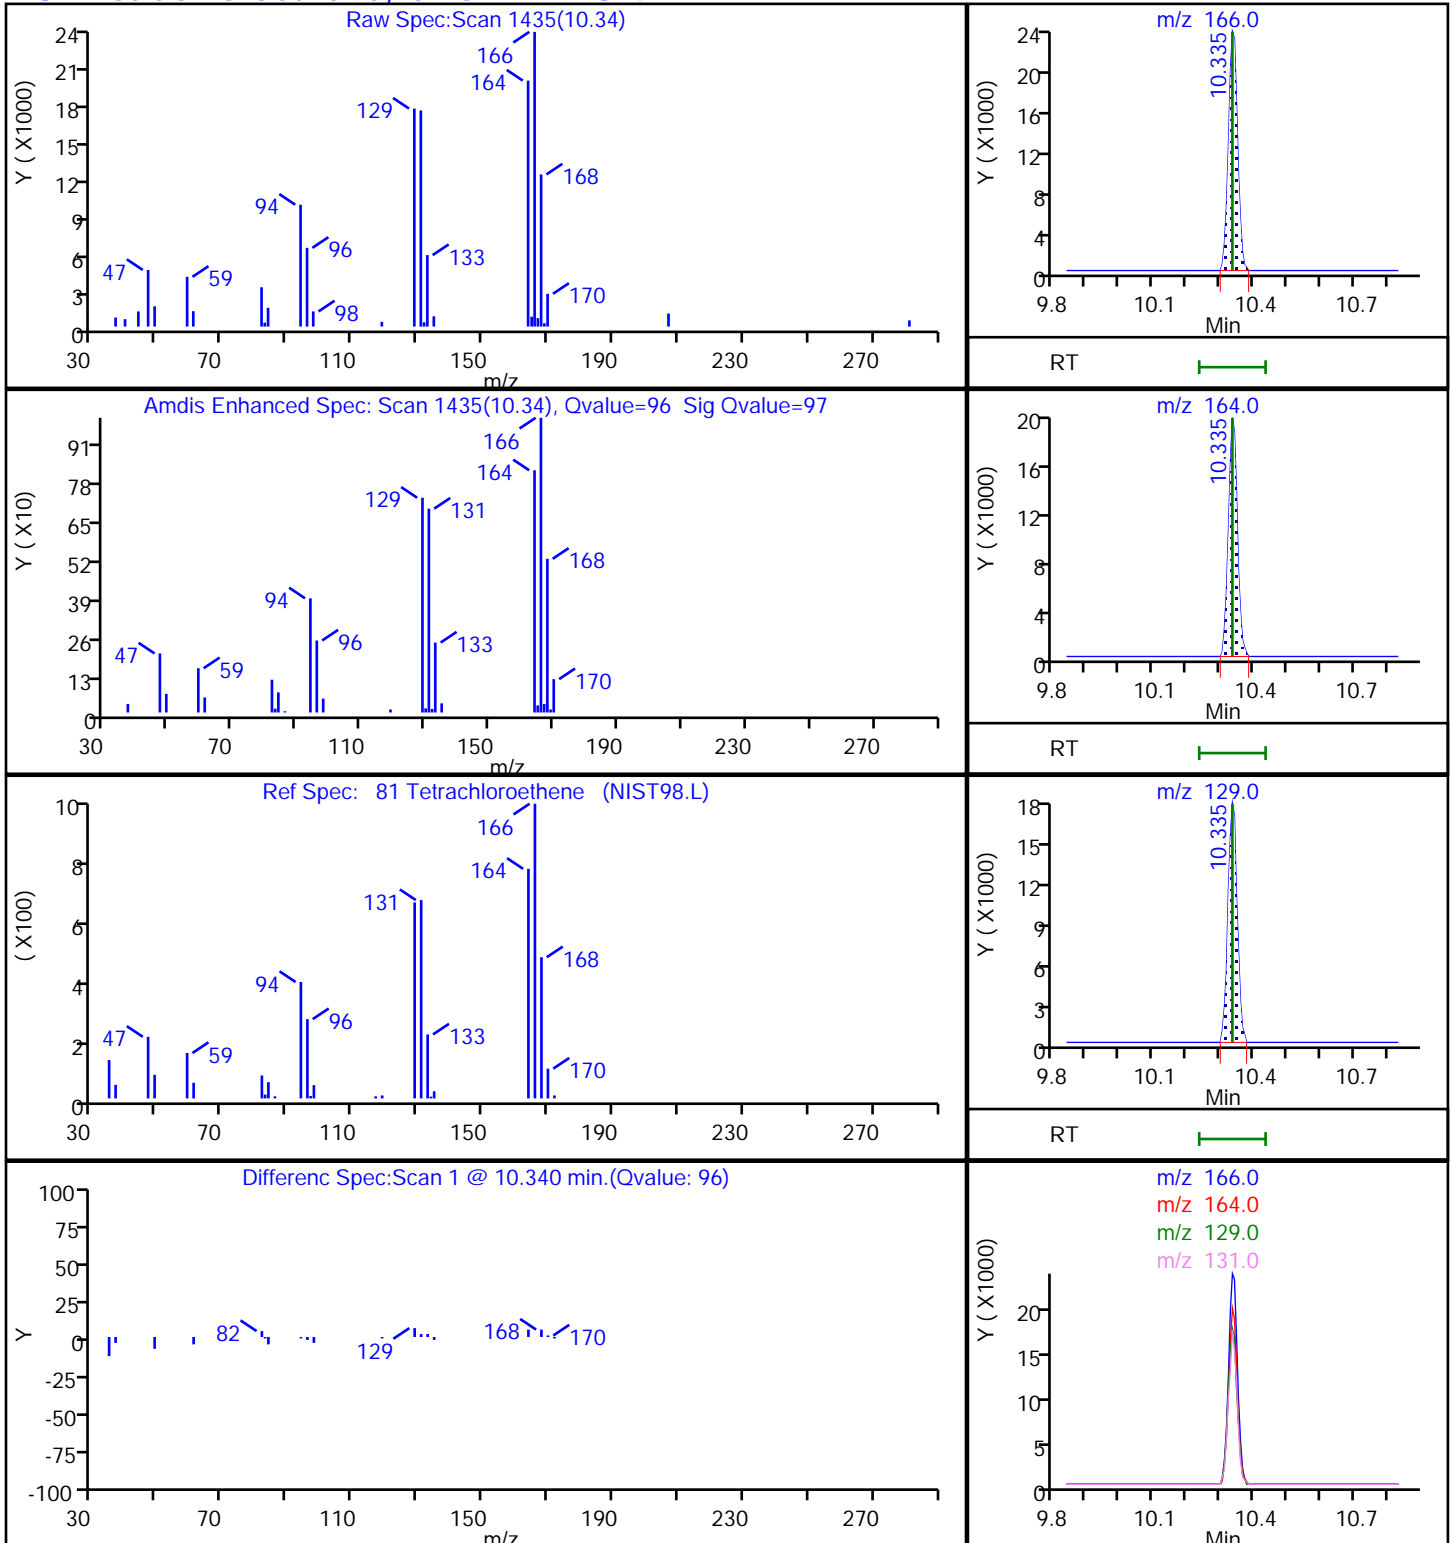 Raw Spec:Scan 1435(10.34)
Y ( X1000)
24
21
18
15
12
9
6
3
0
166
164
129
168
94
96
133
47
59
98
170
30 70 110 150 190 230 270
m/z
m/z 166.0
Y ( X1000)
24
20
16
12
8
4
0
10.335
9.8 10.1 10.4 10.7
Min
RT
Amdis Enhanced Spec: Scan 1435(10.34), Qvalue=96 Sig Qvalue=97
Y ( X10)
91
78
65
52
39
26
13
0
166
164
129
131
168
94
96
133
47
59
170
30 70 110 150 190 230 270
m/z
m/z 164.0
Y ( X1000)
20
16
12
8
4
0
10.335
9.8 10.1 10.4 10.7
Min
RT
Ref Spec: 81 Tetrachloroethene (NIST98.L)
( X100)
10
8
6
4
2
0
166
164
131
168
94
96
133
47
59
170
30 70 110 150 190 230 270
m/z 129.0
Y ( X1000)
18
15
12
9
6
3
0
10.335
9.8 10.1 10.4 10.7
Min
RT
Differenc Spec:Scan 1 @ 10.340 min.(Qvalue: 96)
Y
100
75
50
25
0
-25
-50
-75
-100
82
129
168
170
30 70 110 150 190 230 270
m/z
m/z 166.0
m/z 164.0
m/z 129.0
m/z 131.0
Y ( X1000)
20
15
10
5
0
9.8 10.1 10.4 10.7
Min